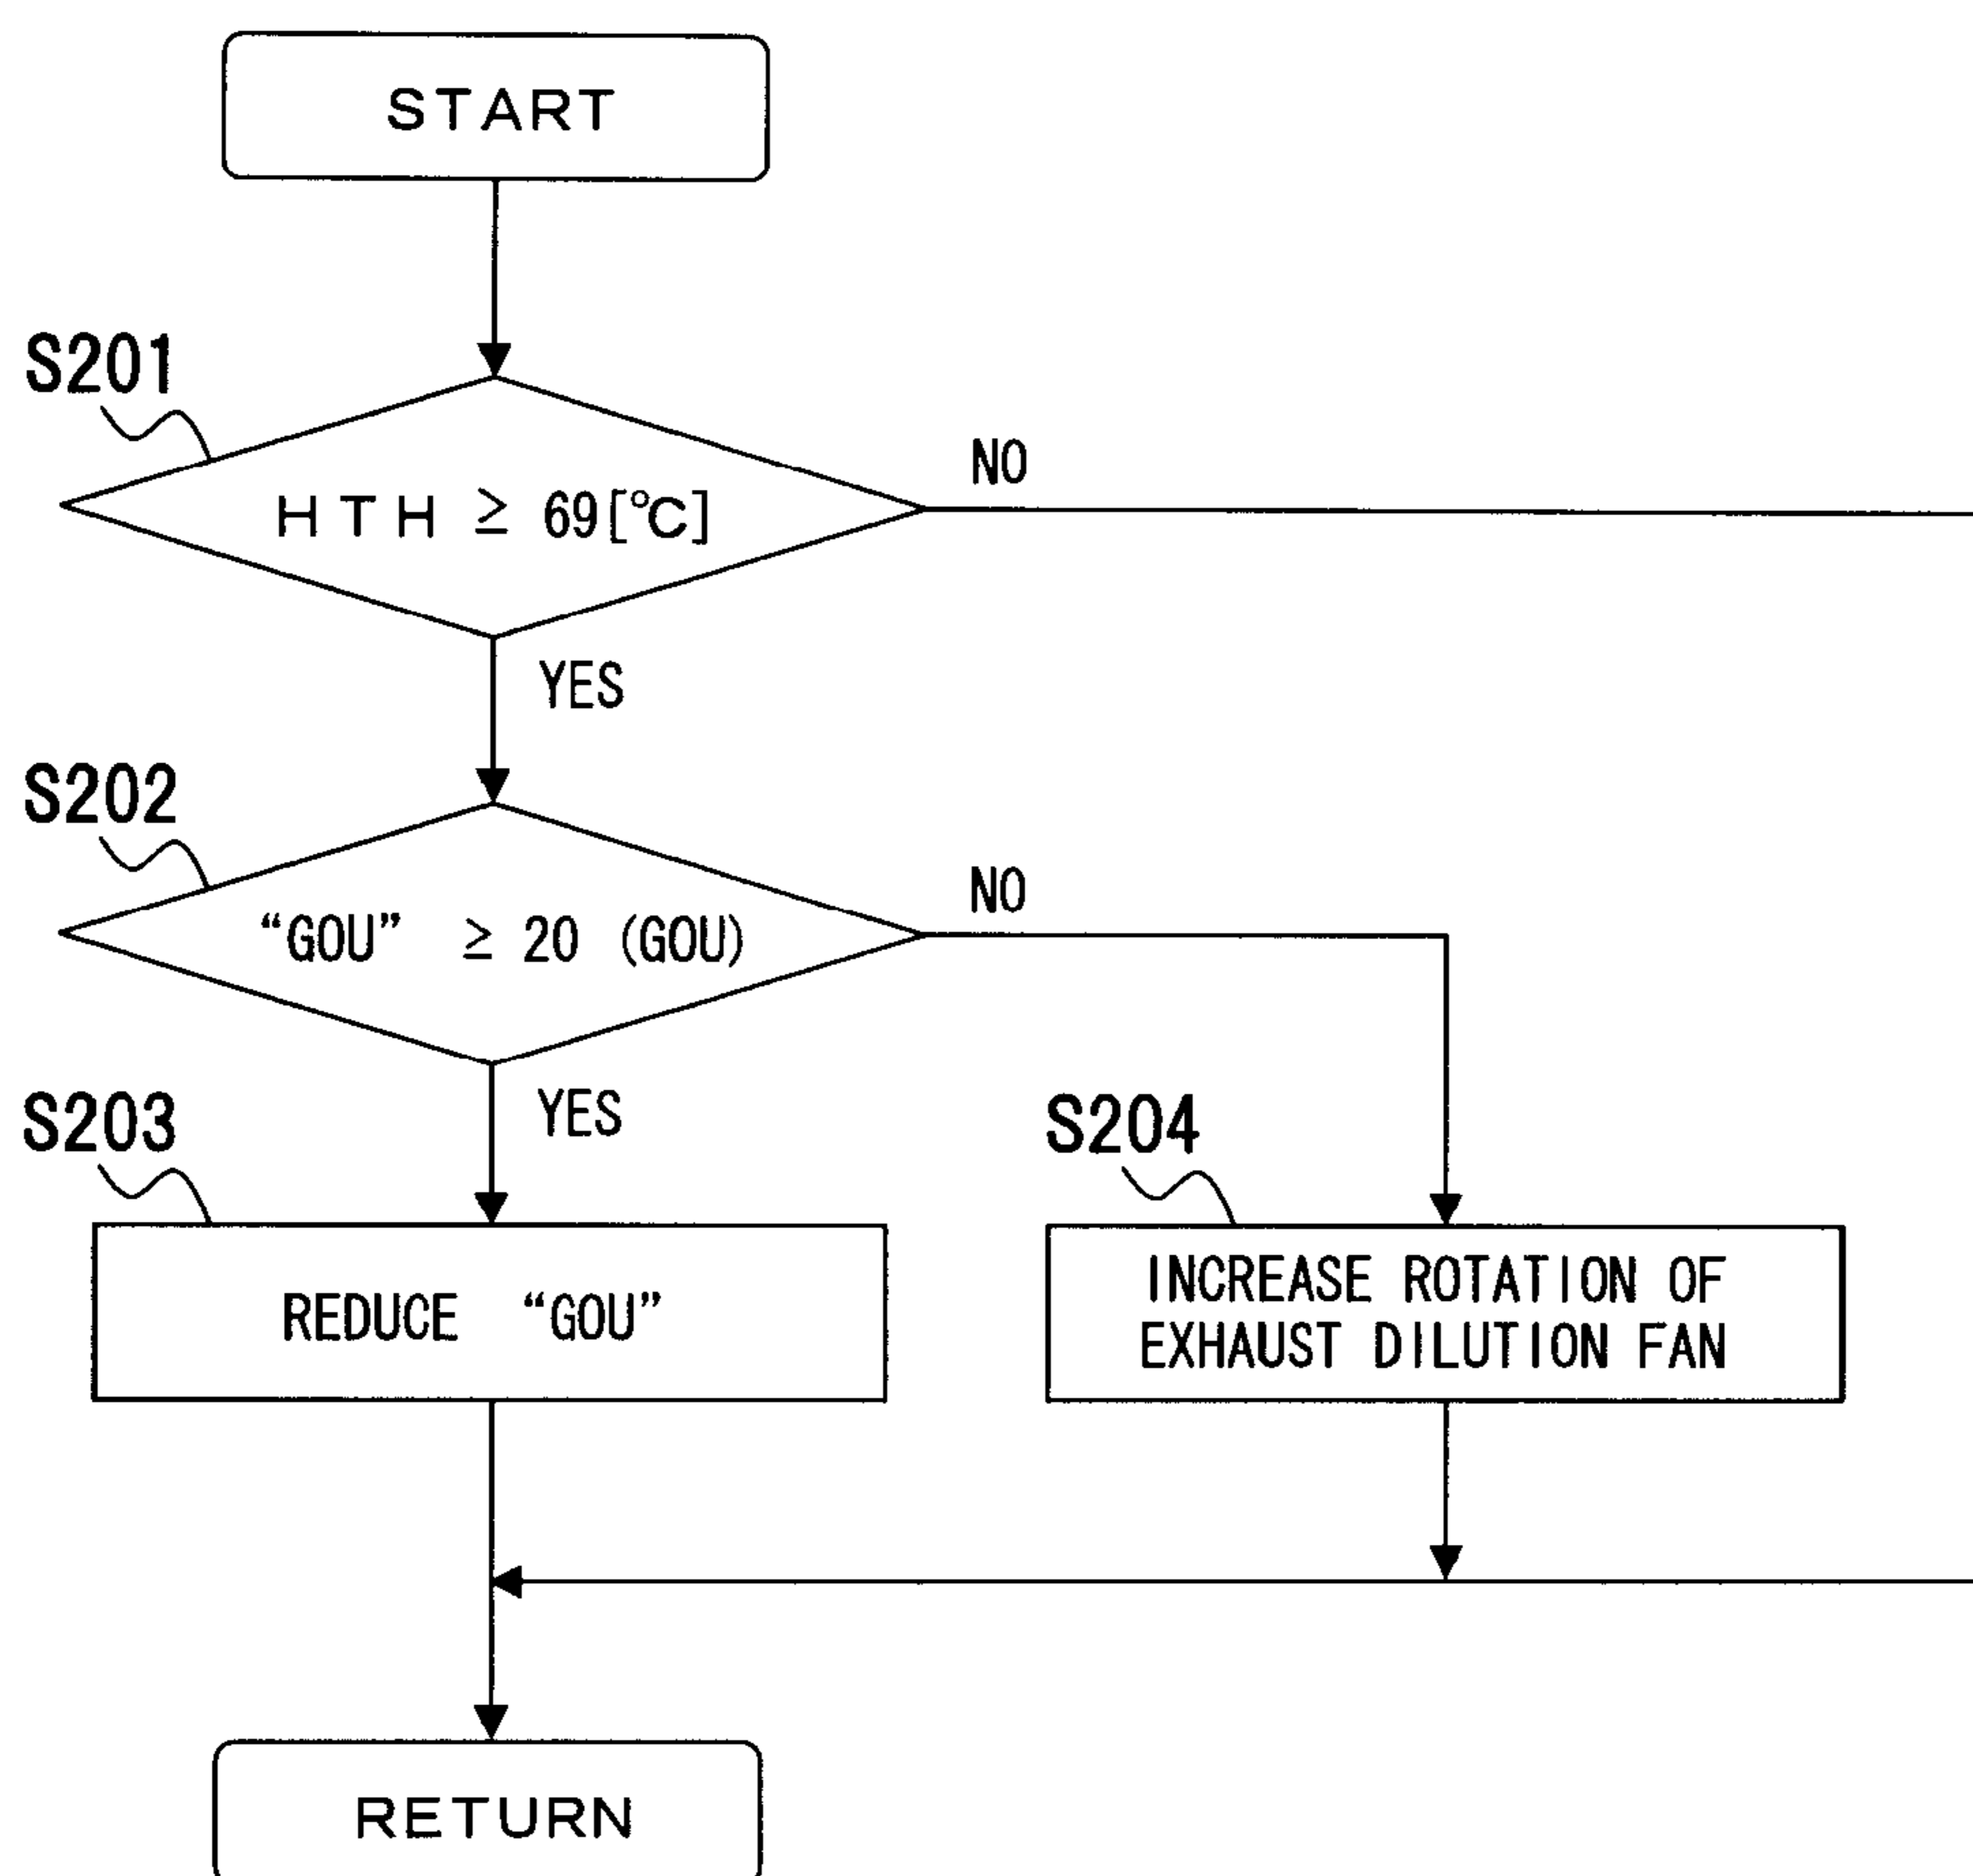 START
S201
HTH ≥ 69[℃]
NO
YES
S202
“GOU” ≥ 20 (GOU)
NO
YES
S203
REDUCE “GOU”
S204
INCREASE ROTATION OF
EXHAUST DILUTION FAN
RETURN